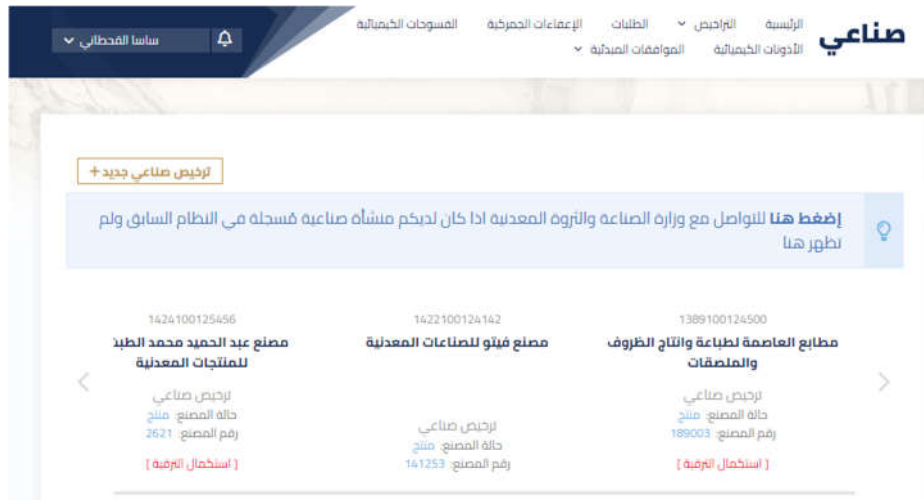 صناعي
الرئيسية التراخيص الطلبات الإعفاءات الجمركية الفسوحات الكيميائية
الأذونات الكيميائية الموافقات المبدئية
ساسا القحطاني
ترخيص صناعي جديد +
إضغط هنا للتواصل مع وزارة الصناعة والثروة المعدنية اذا كان لديكم منشأة صناعية مُسجلة في النظام السابق ولم
تظهر هنا
1389100124500
مطابع العاصمة لطباعة وانتاج الظروف
والملصقات
ترخيص صناعي
حالة المصنع: منتج
رقم المصنع: 189003
[ استكمال الترقية ]
1422100124142
مصنع فيتو للصناعات المعدنية
ترخيص صناعي
حالة المصنع: منتج
رقم المصنع: 141253
1424100125456
مصنع عبد الحميد محمد
للمنتجات المعدنية
ترخيص صناعي
حالة المصنع: منتج
رقم المصنع: 2621
[ استكمال الترقية ]